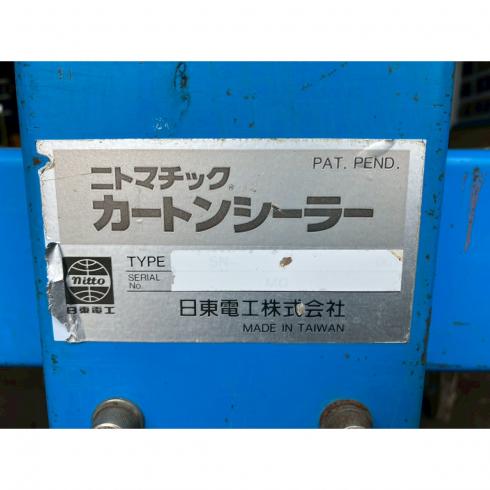 PAT. PEND.
ニトマチック®
カートンシーラー
TYPE SN
SERIAL No.
nitto
日東電工
日東電工株式会社
MADE IN TAIWAN